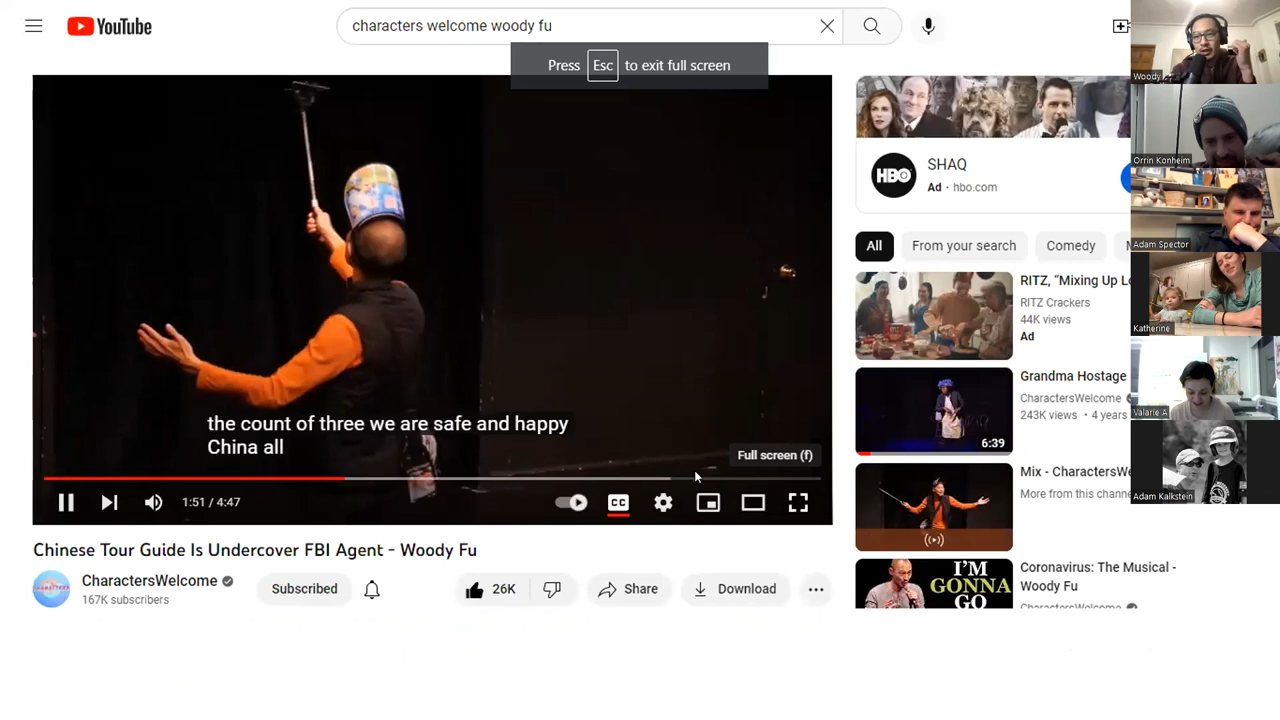 YouTube
characters welcome woody fu
Press Esc to exit full screen
the count of three we are safe and happy
China all
Full screen (f)
CC
1:51 / 4:47
Chinese Tour Guide Is Undercover FBI Agent - Woody Fu
CharactersWelcome
167K subscribers
Subscribed
26K
Share
Download
HBO
SHAQ
Ad • hbo.com
All
From your search
Comedy
RITZ, “Mixing Up Lo
RITZ Crackers
44K views
Ad
Grandma Hostage
CharactersWelcome
243K views • 4 years
6:39
Mix - CharactersWe
More from this channe
Coronavirus: The Musical -
Woody Fu
CharactersWelcome
I'M
GONNA
GO
Woody
Orrin Konheim
Adam Spector
Katherine
Valarie A
Adam Kalkstein